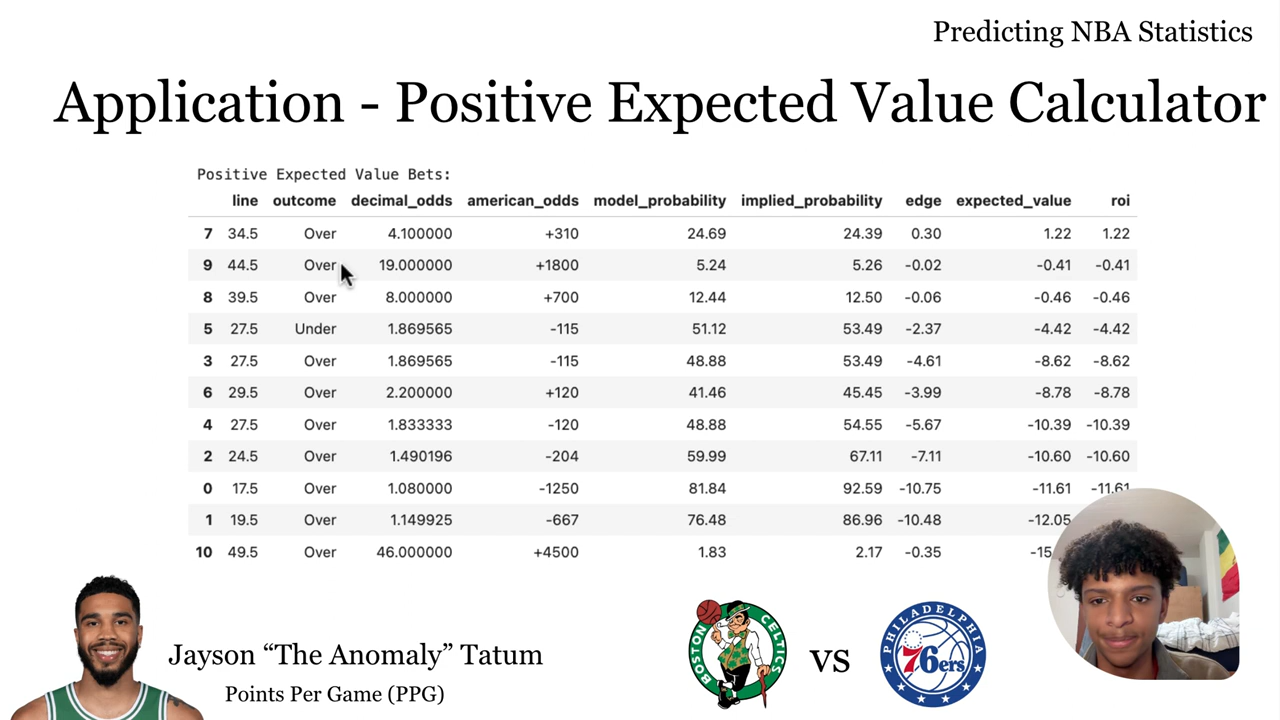 Predicting NBA Statistics
Application - Positive Expected Value Calculator
Positive Expected Value Bets:
line outcome decimal_odds american_odds model_probability implied_probability edge expected_value roi
7 34.5 Over 4.100000 +310 24.69 24.39 0.30 1.22 1.22
9 44.5 Over 19.000000 +1800 5.24 5.26 -0.02 -0.41 -0.41
8 39.5 Over 8.000000 +700 12.44 12.50 -0.06 -0.46 -0.46
5 27.5 Under 1.869565 -115 51.12 53.49 -2.37 -4.42 -4.42
3 27.5 Over 1.869565 -115 48.88 53.49 -4.61 -8.62 -8.62
6 29.5 Over 2.200000 +120 41.46 45.45 -3.99 -8.78 -8.78
4 27.5 Over 1.833333 -120 48.88 54.55 -5.67 -10.39 -10.39
2 24.5 Over 1.490196 -204 59.99 67.11 -7.11 -10.60 -10.60
0 17.5 Over 1.080000 -1250 81.84 92.59 -10.75 -11.61 -11.61
1 19.5 Over 1.149925 -667 76.48 86.96 -10.48 -12.05
10 49.5 Over 46.000000 +4500 1.83 2.17 -0.35 -15
Jayson “The Anomaly” Tatum
Points Per Game (PPG)
BOSTON CELTICS
vs
PHILADELPHIA
76ers